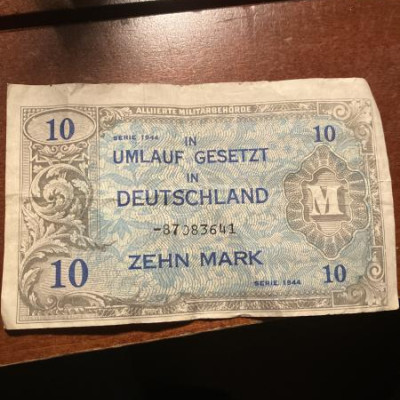 ALLIIERTE MILITÄRBEHÖRDE
10
SERIE 1944
IN
10
UMLAUF GESETZT
IN
DEUTSCHLAND
M
-87083641
10
ZEHN MARK
10
SERIE 1944